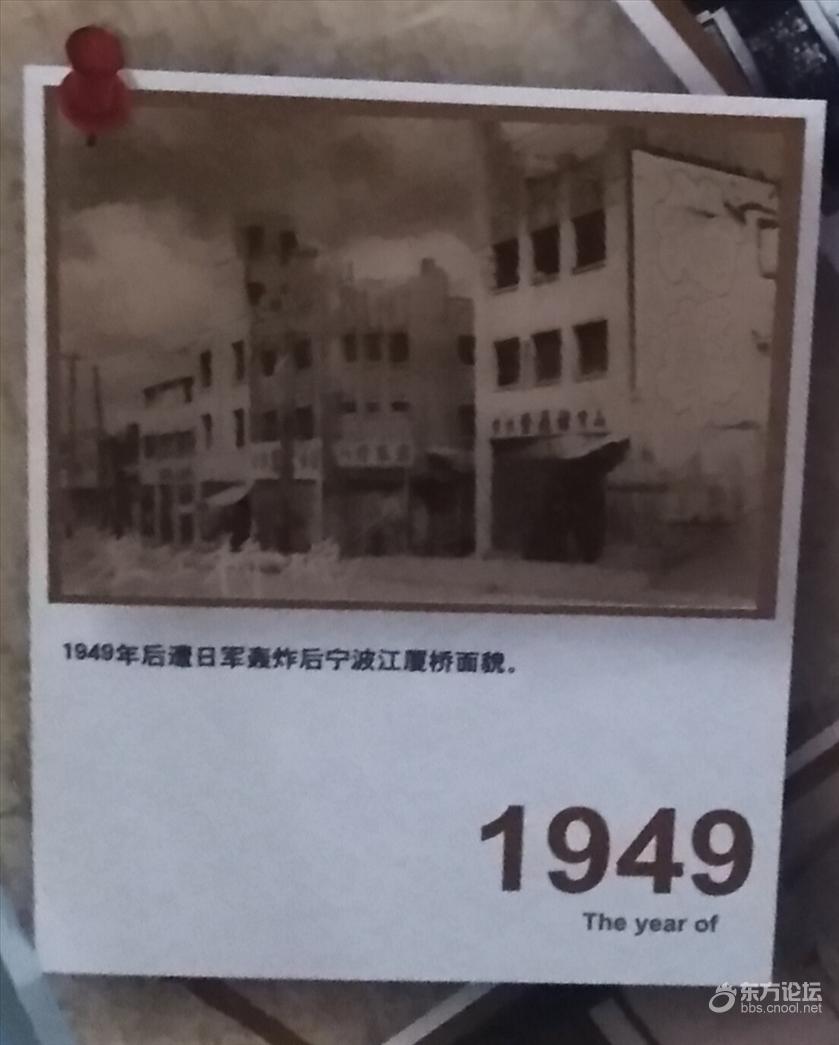 1949年后遭日军轰炸后宁波江厦桥面貌。
1949
The year of
东方论坛
bbs.cnool.net